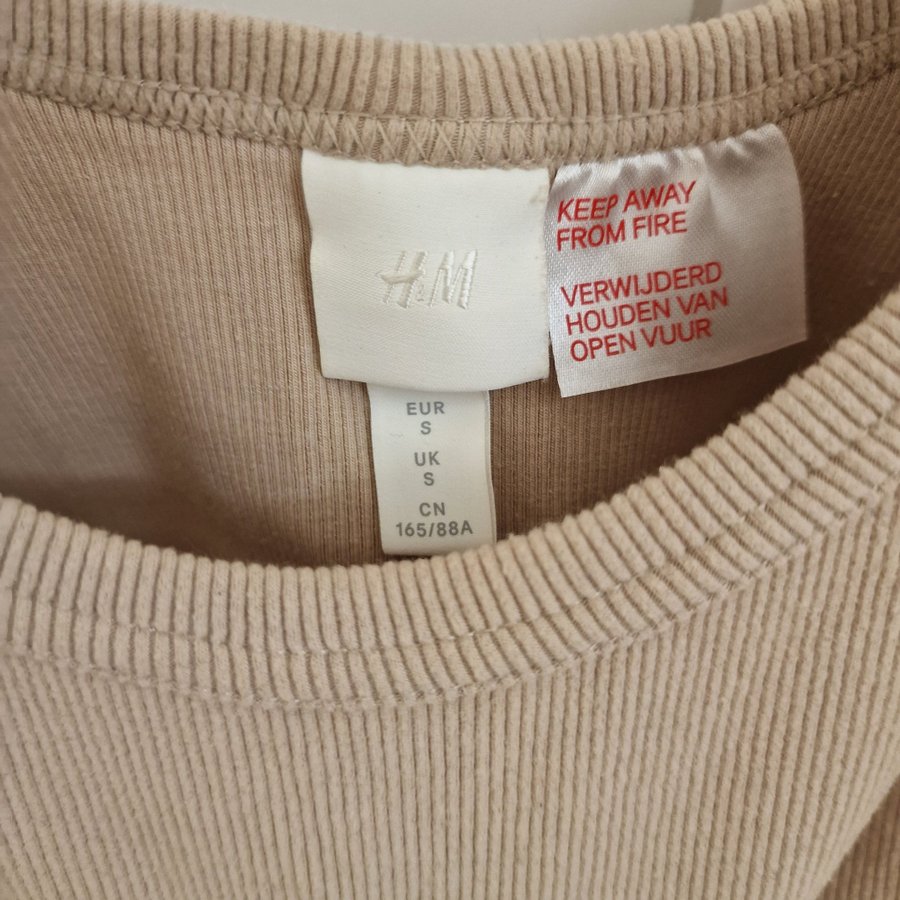 H&M
EUR
S
UK
S
CN
165/88A
KEEP AWAY
FROM FIRE
VERWIJDERD
HOUDEN VAN
OPEN VUUR